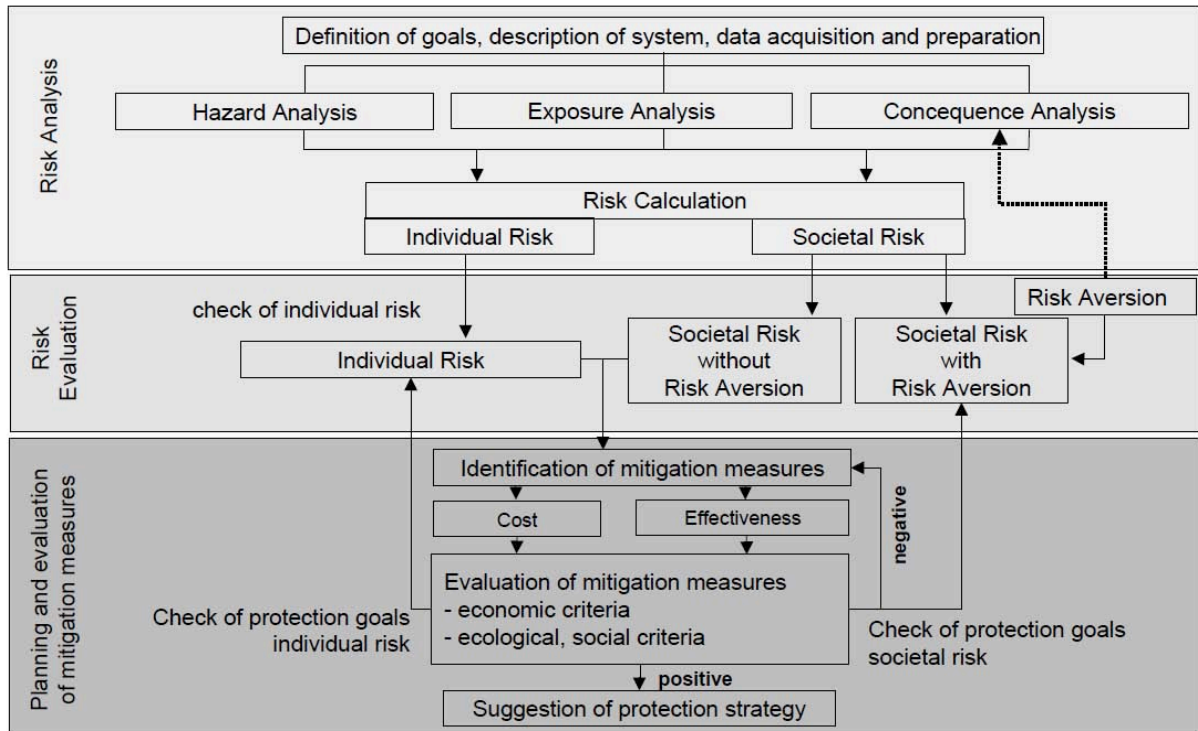 Risk Analysis
Definition of goals, description of system, data acquisition and preparation
Hazard Analysis
Exposure Analysis
Concequence Analysis
Risk Calculation
Individual Risk
Societal Risk
Risk
Evaluation
check of individual risk
Risk Aversion
Individual Risk
Societal Risk
without
Risk Aversion
Societal Risk
with
Risk Aversion
Planning and evaluation
of mitigation measures
Identification of mitigation measures
Cost
Effectiveness
negative
Evaluation of mitigation measures
- economic criteria
- ecological, social criteria
Check of protection goals
individual risk
Check of protection goals
societal risk
positive
Suggestion of protection strategy